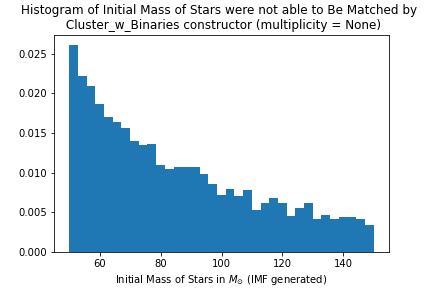 Histogram of Initial Mass of Stars were not able to Be Matched by
Cluster_w_Binaries constructor (multiplicity = None)
0.025
0.020
0.015
0.010
0.005
0.000
60 80 100 120 140
Initial Mass of Stars in M⊙ (IMF generated)